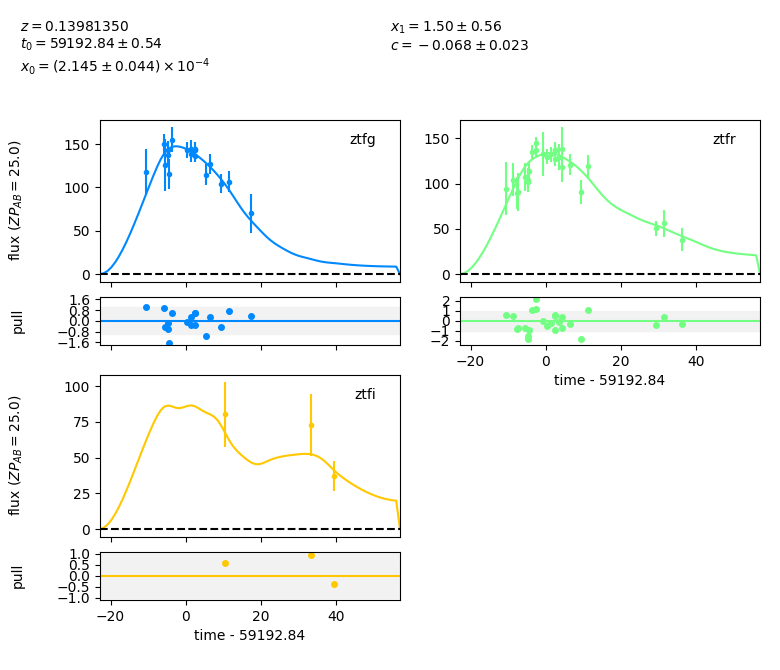 z = 0.13981350
t₀ = 59192.84 ± 0.54
x₀ = (2.145 ± 0.044) × 10⁻⁴
x₁ = 1.50 ± 0.56
c = −0.068 ± 0.023
flux (ZP_AB = 25.0)
150
100
50
0
ztfg
150
100
50
0
ztfr
pull
1.6
0.8
0.0
−0.8
−1.6
2
1
0
−1
−2
−20 0 20 40
time - 59192.84
flux (ZP_AB = 25.0)
100
75
50
25
0
ztfi
pull
1.0
0.5
0.0
−0.5
−1.0
−20 0 20 40
time - 59192.84